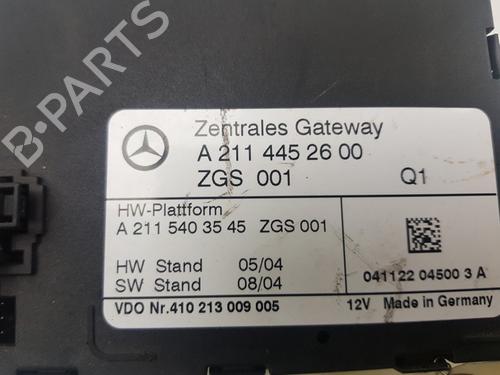 Zentrales Gateway
A 211 445 26 00
ZGS 001 Q1
HW-Plattform
A 211 540 35 45 ZGS 001
HW Stand 05/04
SW Stand 08/04
041122 04500 3 A
VDO Nr.410 213 009 005 12V Made in Germany
B-PARTS